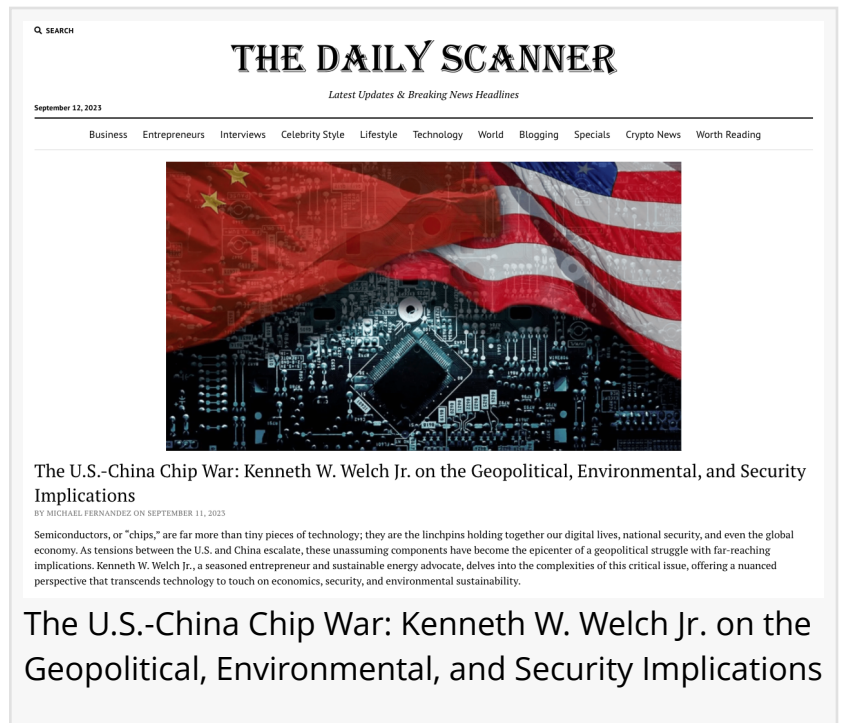 SEARCH
THE DAILY SCANNER
Latest Updates & Breaking News Headlines
September 12, 2023
Business Entrepreneurs Interviews Celebrity Style Lifestyle Technology World Blogging Specials Crypto News Worth Reading
The U.S.-China Chip War: Kenneth W. Welch Jr. on the Geopolitical, Environmental, and Security
Implications
BY MICHAEL FERNANDEZ ON SEPTEMBER 11, 2023
Semiconductors, or “chips,” are far more than tiny pieces of technology; they are the linchpins holding together our digital lives, national security, and even the global
economy. As tensions between the U.S. and China escalate, these unassuming components have become the epicenter of a geopolitical struggle with far-reaching
implications. Kenneth W. Welch Jr., a seasoned entrepreneur and sustainable energy advocate, delves into the complexities of this critical issue, offering a nuanced
perspective that transcends technology to touch on economics, security, and environmental sustainability.
The U.S.-China Chip War: Kenneth W. Welch Jr. on the
Geopolitical, Environmental, and Security Implications